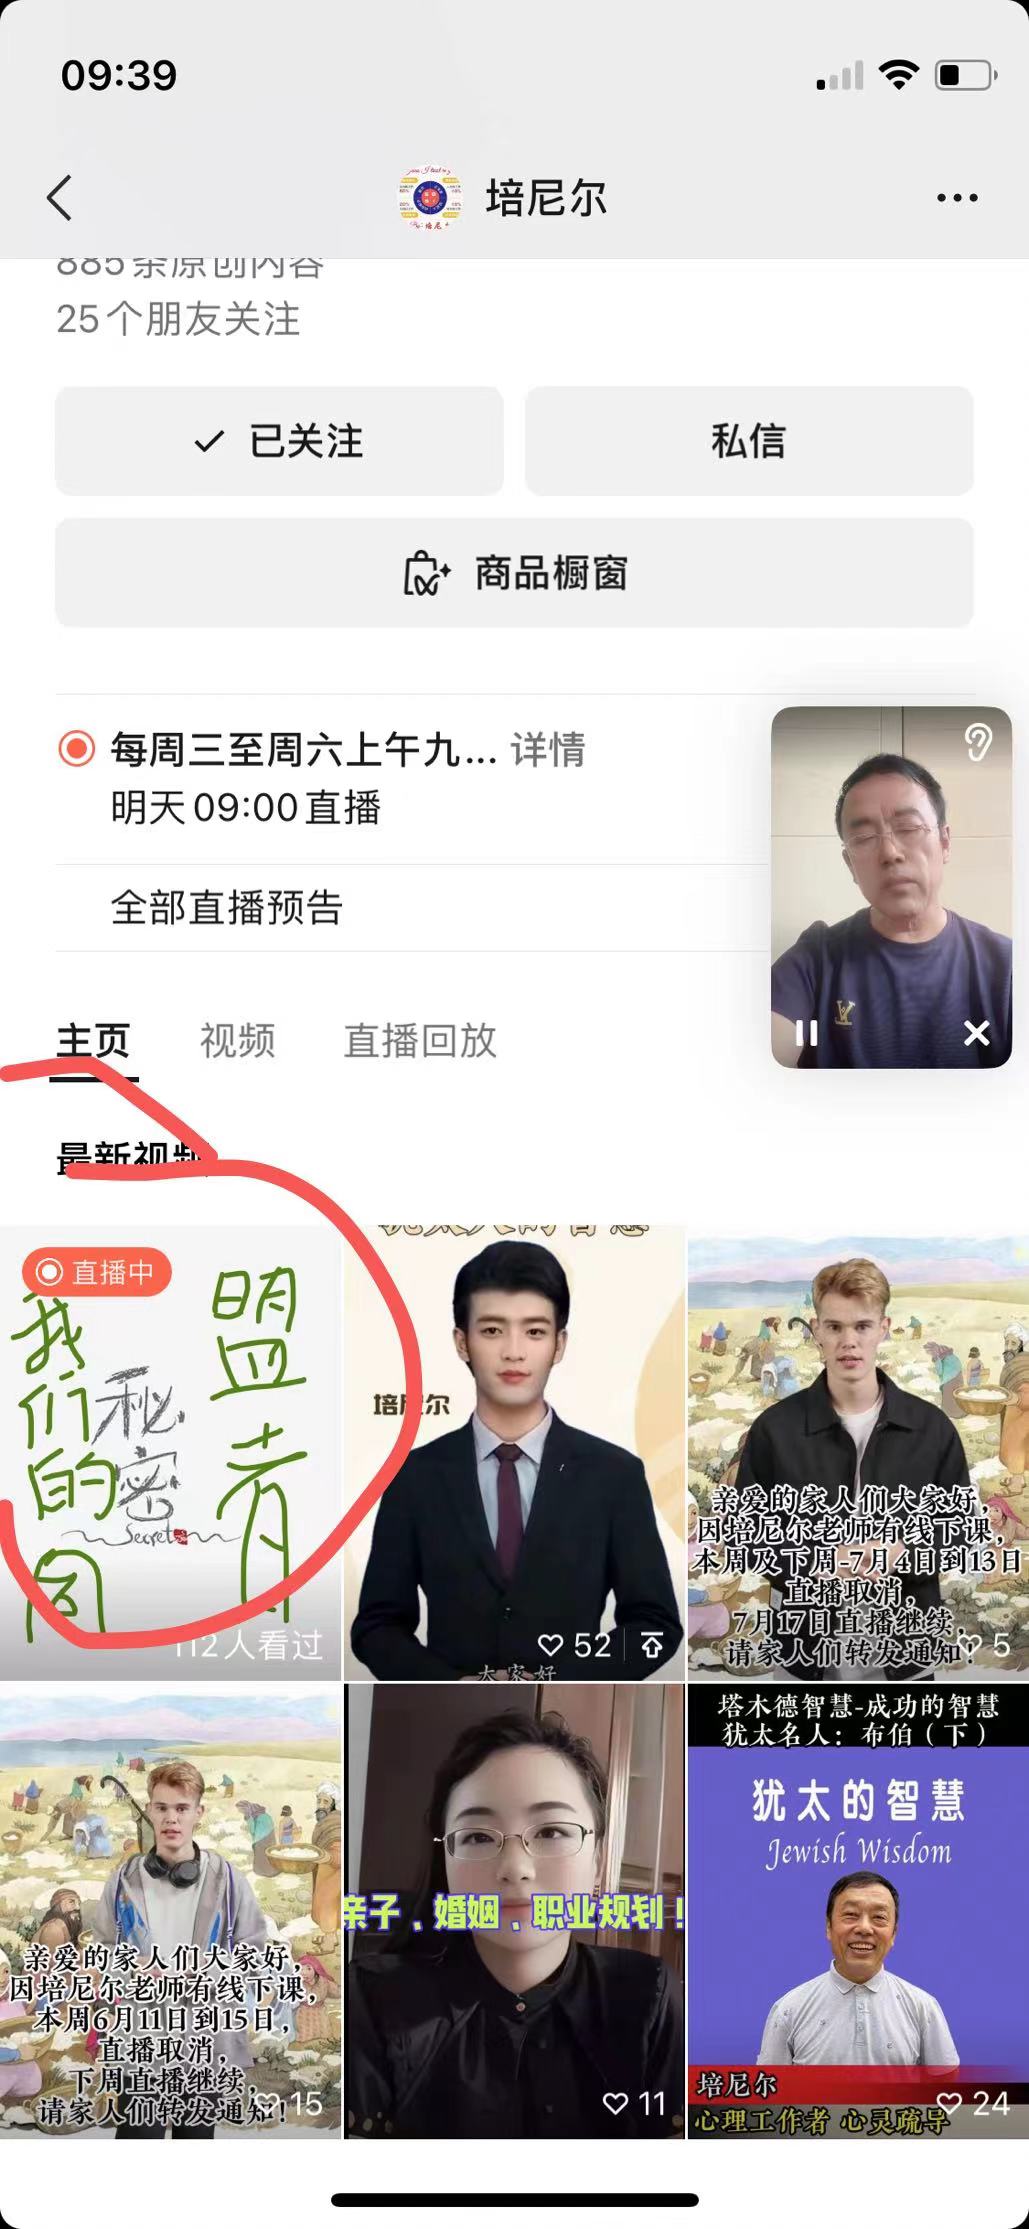 09:39
培尼尔
885条原创内容
25个朋友关注
已关注
私信
商品橱窗
每周三至周六上午九... 详情
明天09:00直播
全部直播预告
主页 视频 直播回放
最新视频
直播中
我们的
秘密
Secret
盟
112人看过
犹太人的智慧
培尼尔
52
大家好
亲爱的家人们大家好，
因培尼尔老师有线下课，
本周及下周-7月4日到13日
直播取消，
7月17日直播继续，
请家人们转发通知！
5
亲爱的家人们大家好，
因培尼尔老师有线下课，
本周6月11日到15日，
直播取消，
下周直播继续，
请家人们转发通知！
15
亲子，婚姻，职业规划！
11
塔木德智慧-成功的智慧
犹太名人：布伯（下）
犹太的智慧
Jewish Wisdom
培尼尔
心理工作者 心灵疏导
24